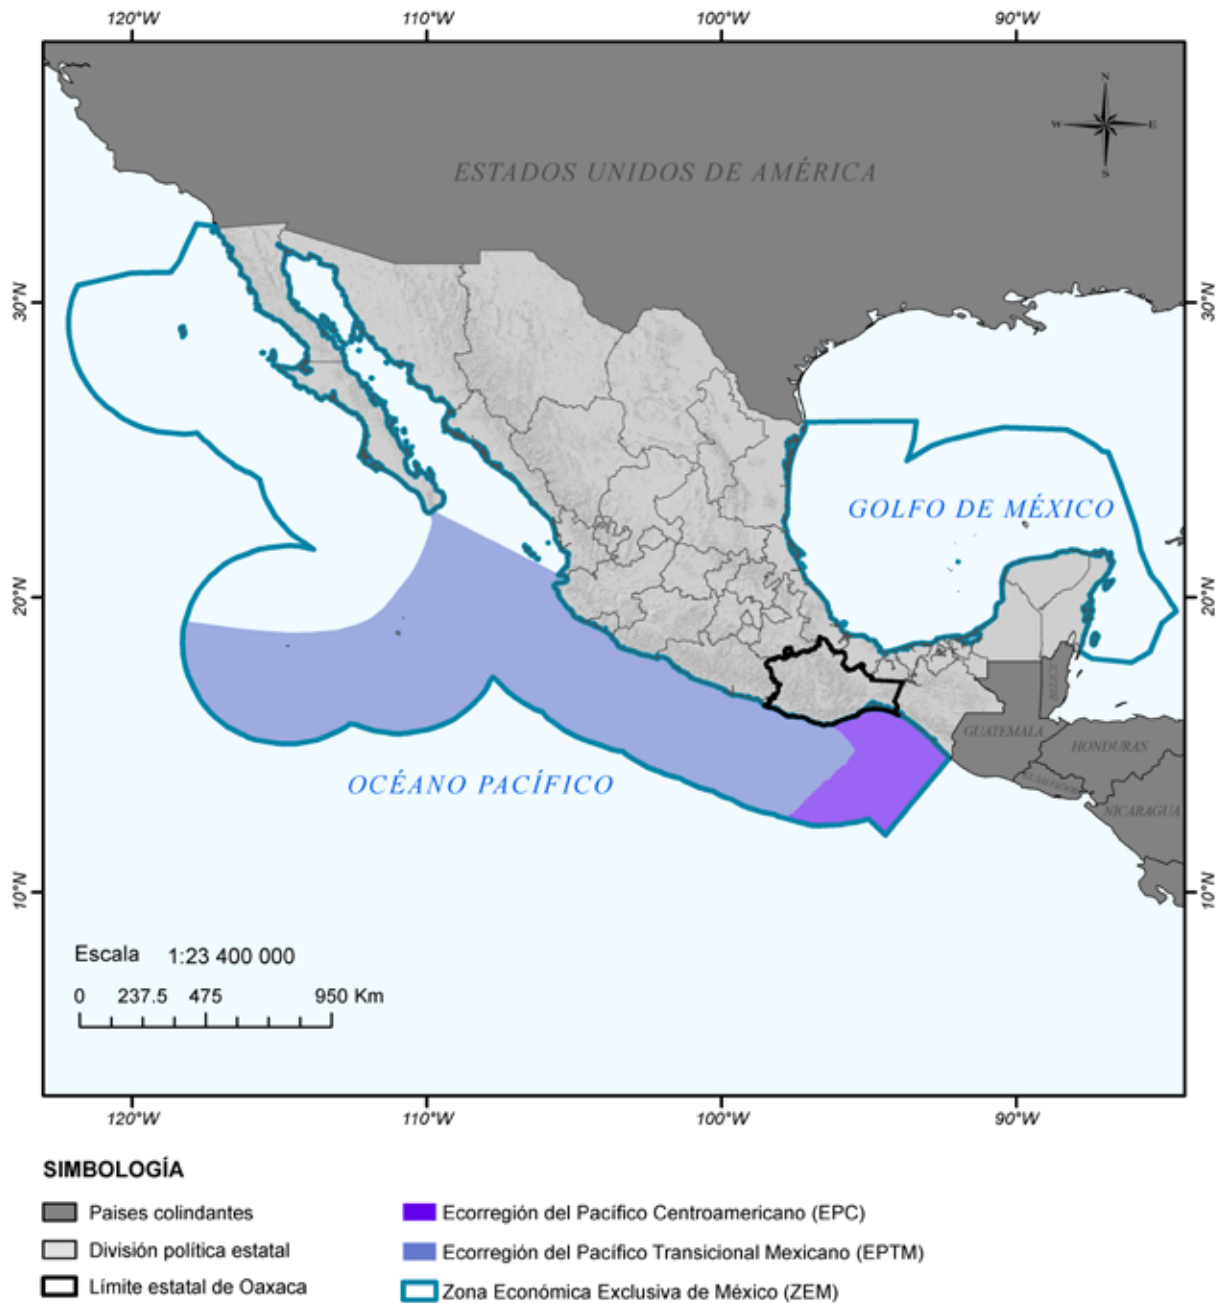 120°W 110°W 100°W 90°W
N
W E
S
ESTADOS UNIDOS DE AMÉRICA
30°N 30°N
GOLFO DE MÉXICO
20°N 20°N
BELICE
GUATEMALA
HONDURAS
EL SALVADOR
NICARAGUA
OCÉANO PACÍFICO
10°N 10°N
Escala 1:23 400 000
0 237.5 475 950 Km
120°W 110°W 100°W 90°W
SIMBOLOGÍA
Paises colindantes
División política estatal
Límite estatal de Oaxaca
Ecorregión del Pacífico Centroamericano (EPC)
Ecorregión del Pacífico Transicional Mexicano (EPTM)
Zona Económica Exclusiva de México (ZEM)